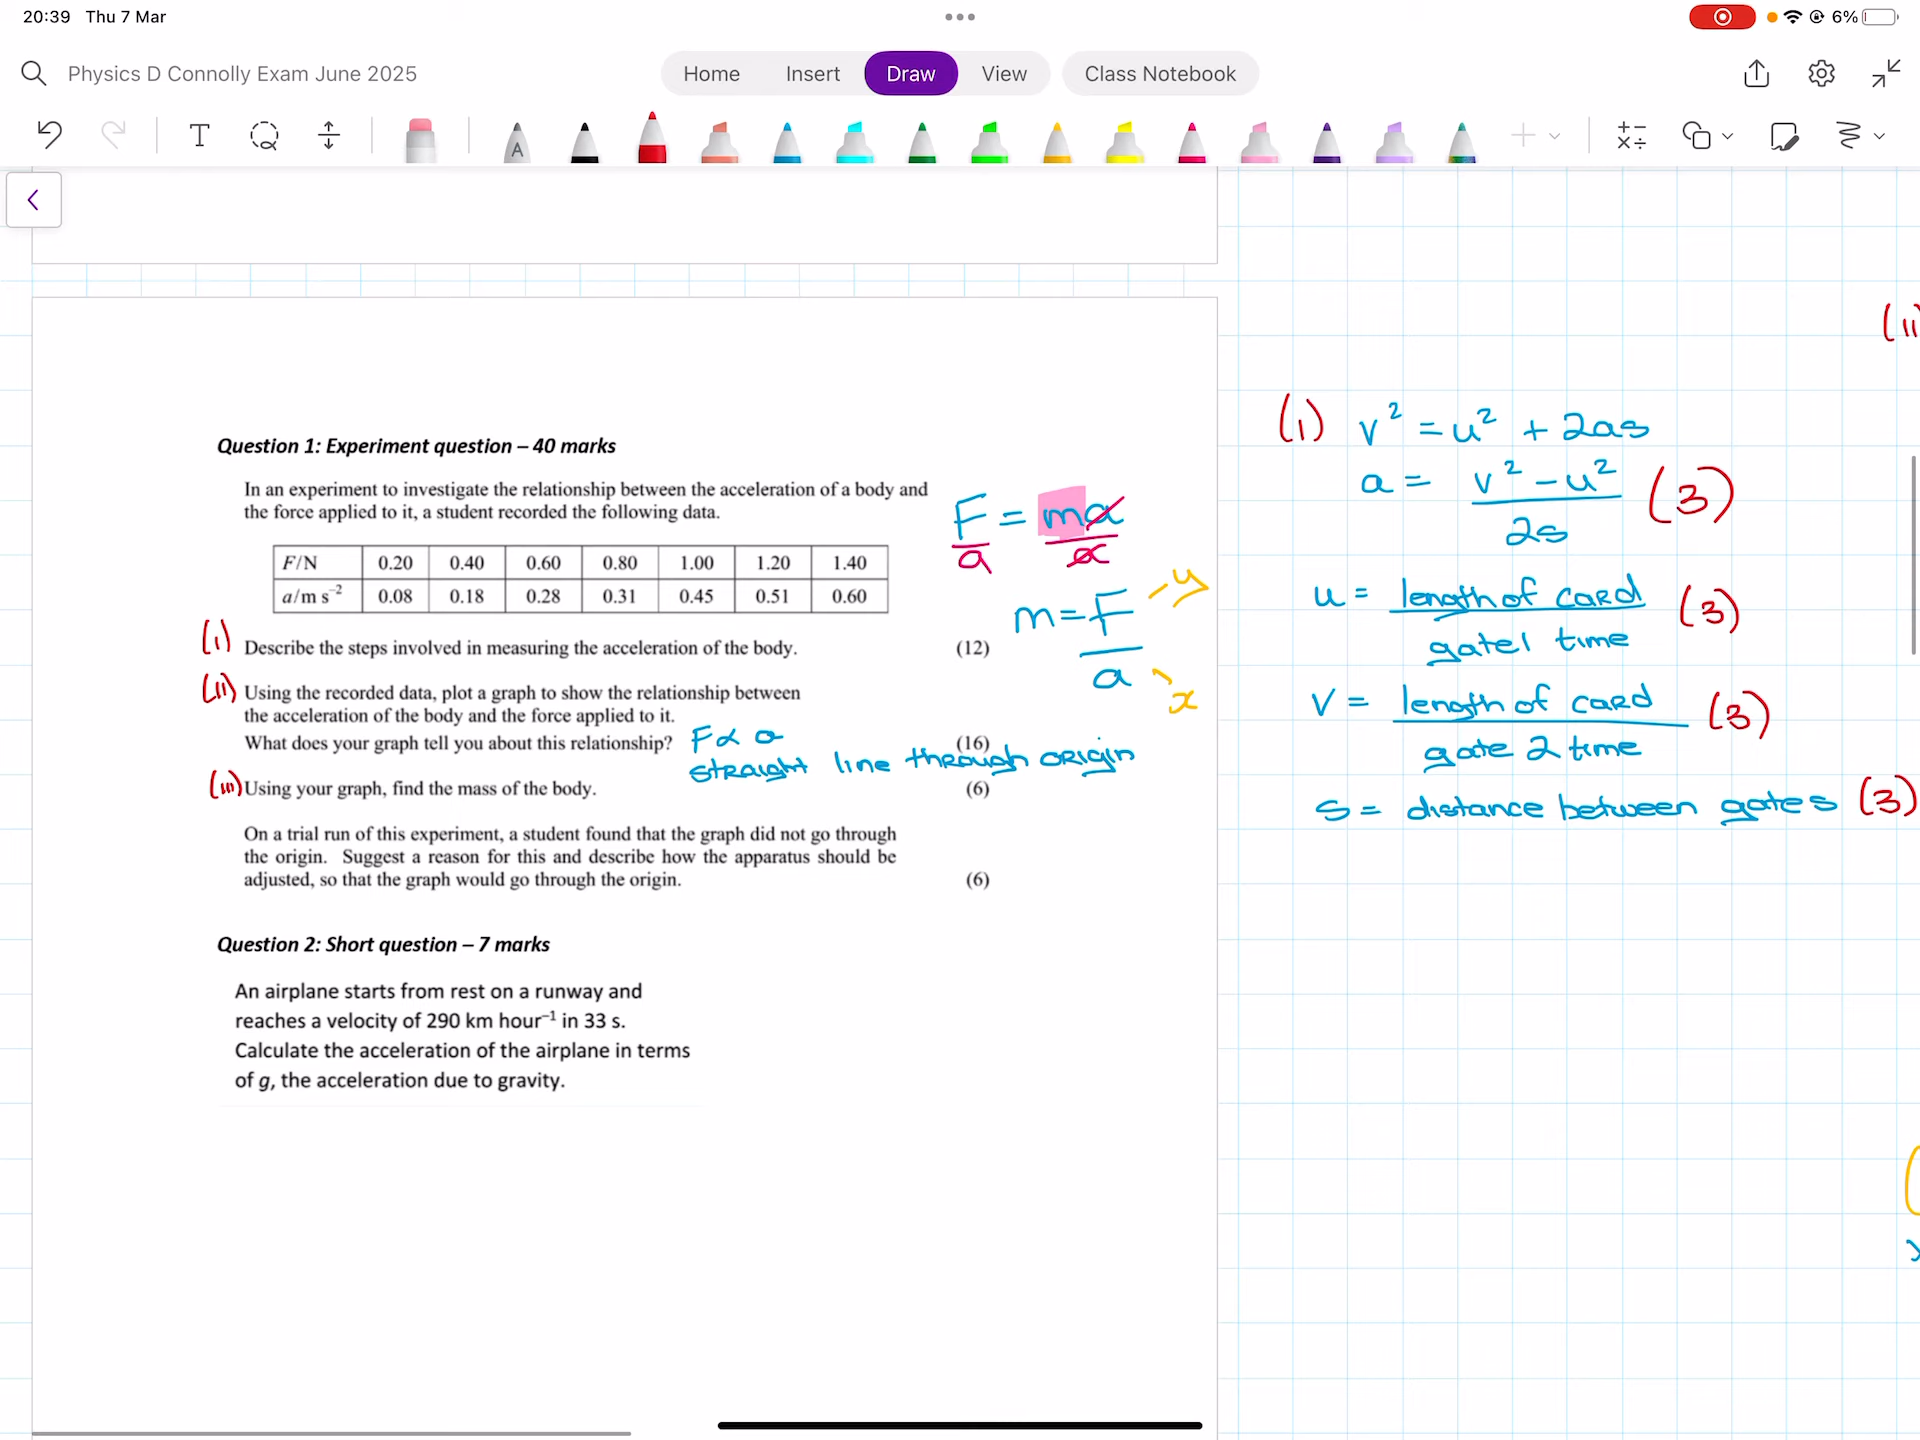 20:39 Thu 7 Mar
6%
Physics D Connolly Exam June 2025
Home Insert Draw View Class Notebook
T
A
Question 1: Experiment question – 40 marks
In an experiment to investigate the relationship between the acceleration of a body and
the force applied to it, a student recorded the following data.
F/N 0.20 0.40 0.60 0.80 1.00 1.20 1.40
a/m s⁻² 0.08 0.18 0.28 0.31 0.45 0.51 0.60
(i) Describe the steps involved in measuring the acceleration of the body. (12)
(ii) Using the recorded data, plot a graph to show the relationship between
the acceleration of the body and the force applied to it.
What does your graph tell you about this relationship? (16)
F ∝ a
straight line through origin
(iii) Using your graph, find the mass of the body. (6)
On a trial run of this experiment, a student found that the graph did not go through
the origin. Suggest a reason for this and describe how the apparatus should be
adjusted, so that the graph would go through the origin. (6)
F = ma
a a
m = F y
a x
Question 2: Short question – 7 marks
An airplane starts from rest on a runway and
reaches a velocity of 290 km hour⁻¹ in 33 s.
Calculate the acceleration of the airplane in terms
of g, the acceleration due to gravity.
(ii
(i) v² = u² + 2as
a = v² - u² (3)
2s
u = length of card (3)
gate 1 time
v = length of card (3)
gate 2 time
s = distance between gates (3)